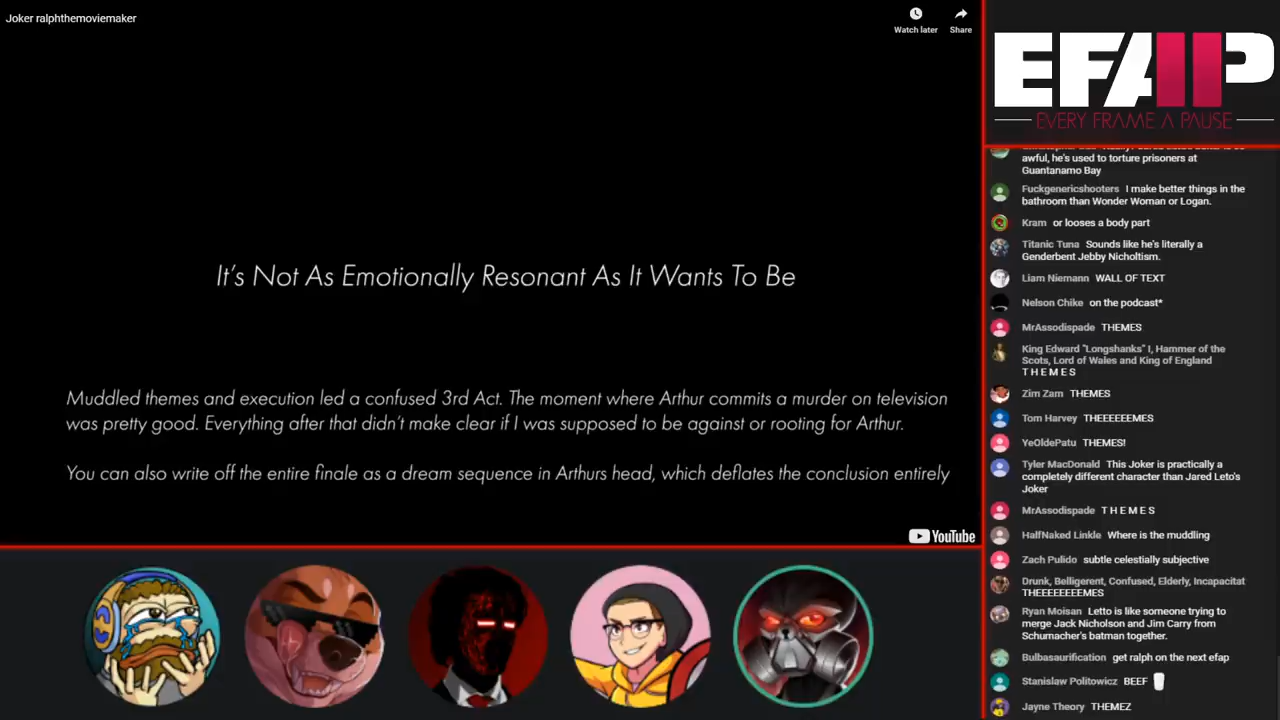 Joker ralphthemoviemaker
Watch later
Share
It's Not As Emotionally Resonant As It Wants To Be
Muddled themes and execution led a confused 3rd Act. The moment where Arthur commits a murder on television
was pretty good. Everything after that didn't make clear if I was supposed to be against or rooting for Arthur.
You can also write off the entire finale as a dream sequence in Arthurs head, which deflates the conclusion entirely
YouTube
EFAP
EVERY FRAME A PAUSE
awful, he's used to torture prisoners at
Guantanamo Bay
Fuckgenericshooters I make better things in the
bathroom than Wonder Woman or Logan.
Kram or looses a body part
Titanic Tuna Sounds like he's literally a
Genderbent Jebby Nicholtism.
Liam Niemann WALL OF TEXT
Nelson Chike on the podcast*
MrAssodispade THEMES
King Edward "Longshanks" I, Hammer of the
Scots, Lord of Wales and King of England
T H E M E S
Zim Zam THEMES
Tom Harvey THEEEEEEMES
YeOldePatu THEMES!
Tyler MacDonald This Joker is practically a
completely different character than Jared Leto's
Joker
MrAssodispade T H E M E S
HalfNaked Linkle Where is the muddling
Zach Pulido subtle celestially subjective
Drunk, Belligerent, Confused, Elderly, Incapacitat
THEEEEEEEMES
Ryan Moisan Letto is like someone trying to
merge Jack Nicholson and Jim Carry from
Schumacher's batman together.
Bulbasaurification get ralph on the next efap
Stanislaw Politowicz BEEF
Jayne Theory THEMEZ